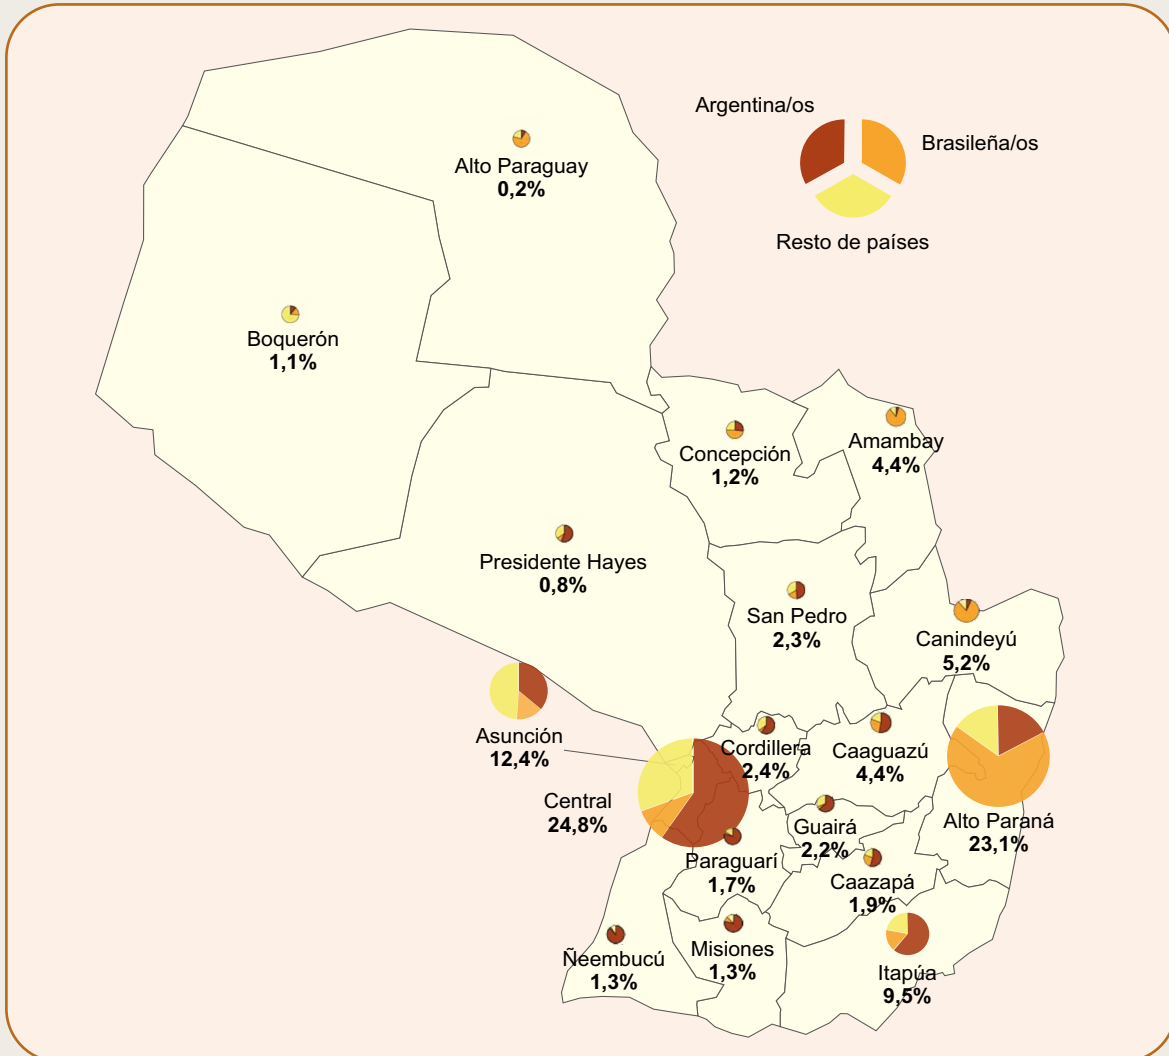 Argentina/os
Brasileña/os
Resto de países
Alto Paraguay
0,2%
Boquerón
1,1%
Concepción
1,2%
Amambay
4,4%
Presidente Hayes
0,8%
San Pedro
2,3%
Canindeyú
5,2%
Asunción
12,4%
Cordillera
2,4%
Caaguazú
4,4%
Central
24,8%
Alto Paraná
23,1%
Guairá
2,2%
Paraguarí
1,7%
Caazapá
1,9%
Ñeembucú
1,3%
Misiones
1,3%
Itapúa
9,5%